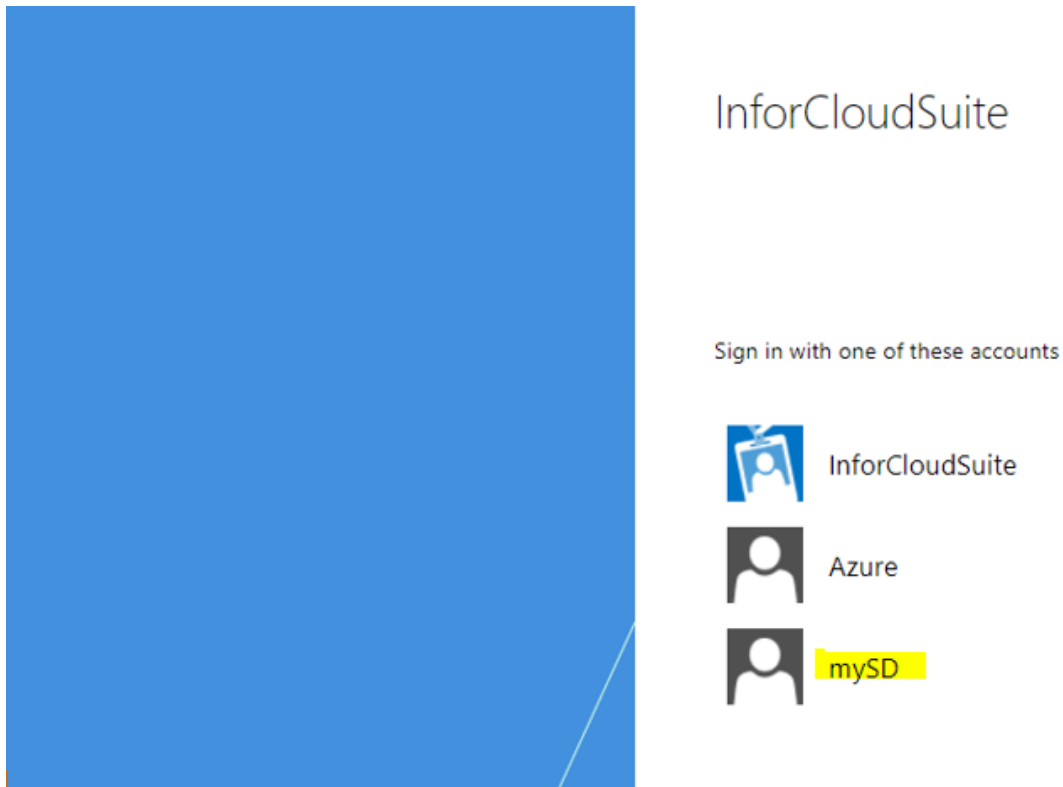 InforCloudSuite
Sign in with one of these accounts
InforCloudSuite
Azure
mySD